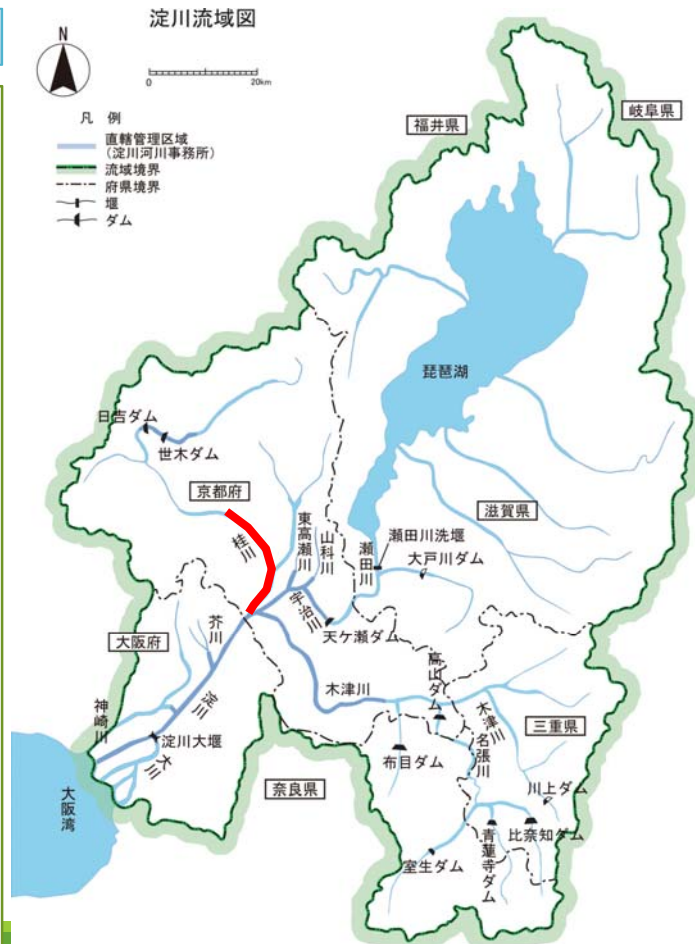 淀川流域図
N
0 20km
凡 例
直轄管理区域
(淀川河川事務所)
流域境界
府県境界
堰
ダム
福井県
岐阜県
琵琶湖
日吉ダム
世木ダム
京都府
滋賀県
桂川
東高瀬川
山科川
宇治川
瀬田川
瀬田川洗堰
大戸川ダム
天ケ瀬ダム
大阪府
芥川
淀川
神崎川
淀川大堰
大川
大阪湾
木津川
高山ダム
木津川
名張川
三重県
布目ダム
奈良県
川上ダム
室生ダム
青蓮寺ダム
比奈知ダム